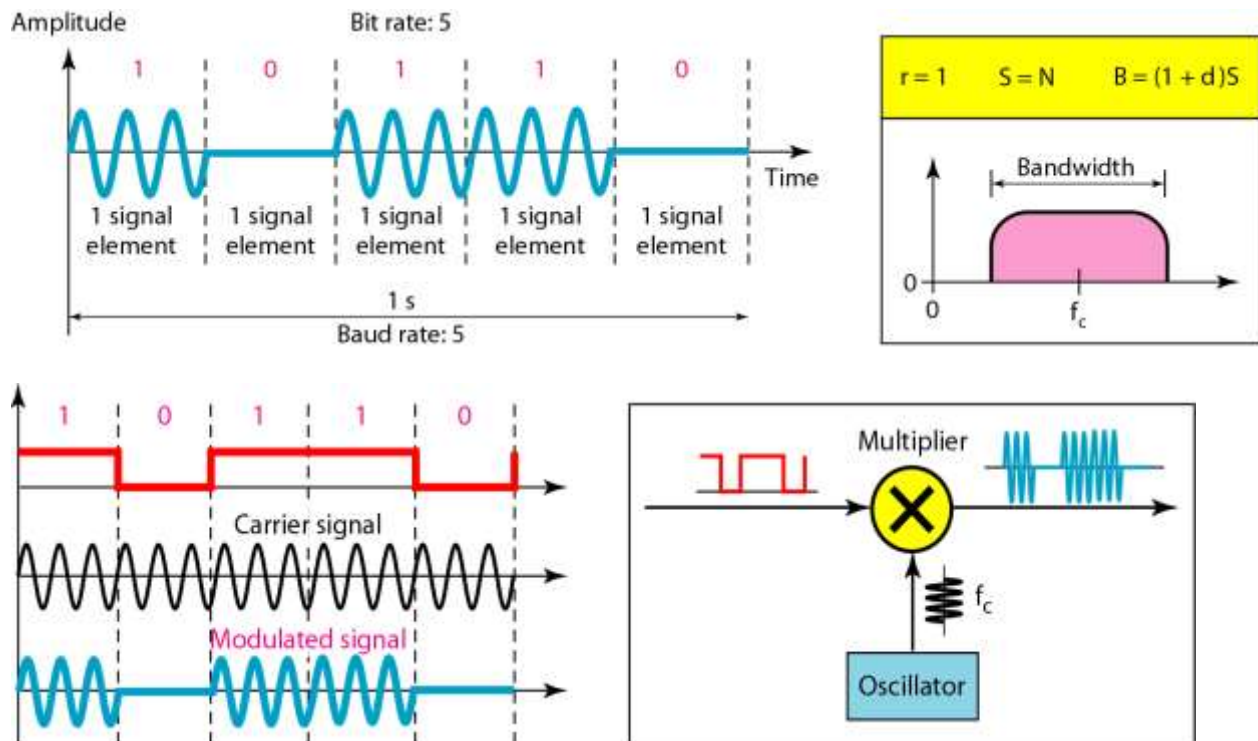 Amplitude
Bit rate: 5
1 0 1 1 0
Time
1 signal element
1 signal element
1 signal element
1 signal element
1 signal element
1 s
Baud rate: 5
r = 1 S = N B = (1 + d)S
Bandwidth
0
0
fc
1 0 1 1 0
Carrier signal
Modulated signal
Multiplier
fc
Oscillator